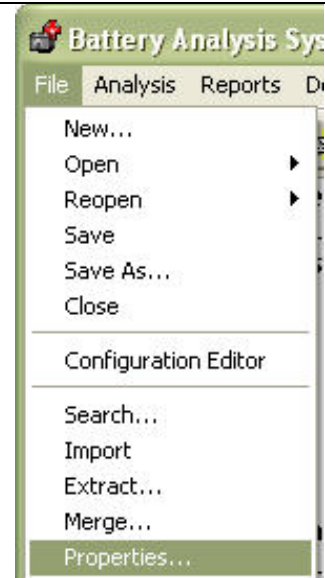 Battery Analysis Sys
File Analysis Reports D
New...
Open
Reopen
Save
Save As...
Close
Configuration Editor
Search...
Import
Extract...
Merge...
Properties...